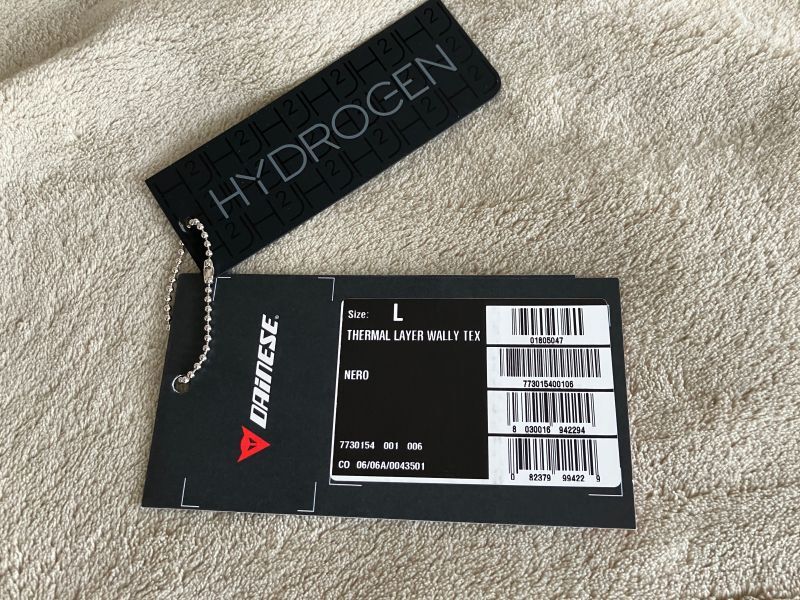 HYDROGEN
DAINESE®
Size: L
THERMAL LAYER WALLY TEX
NERO
7730154 001 006
CO 06/06A/0043501
01805047
773015400106
8 030016 942294
0 82379 99422 9